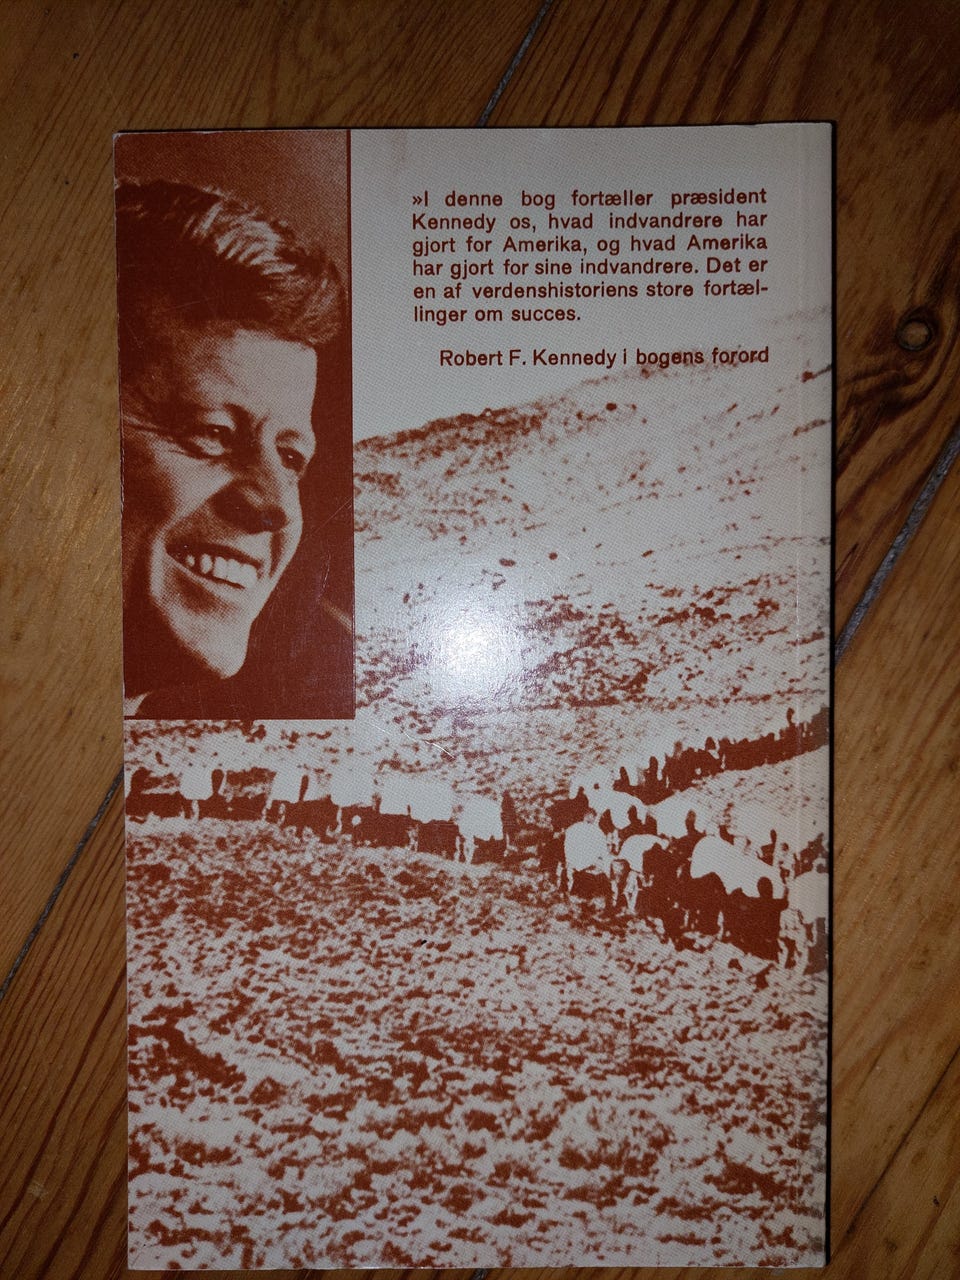 »I denne bog fortæller præsident
Kennedy os, hvad indvandrere har
gjort for Amerika, og hvad Amerika
har gjort for sine indvandrere. Det er
en af verdenshistoriens store fortæl-
linger om succes.
Robert F. Kennedy i bogens forord